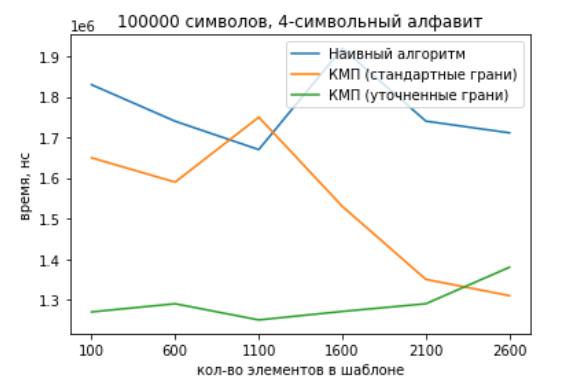 100000 символов, 4-символьный алфавит
1e6
Наивный алгоритм
КМП (стандартные грани)
КМП (уточненные грани)
1.9
1.8
1.7
1.6
1.5
1.4
1.3
время, нс
100 600 1100 1600 2100 2600
кол-во элементов в шаблоне